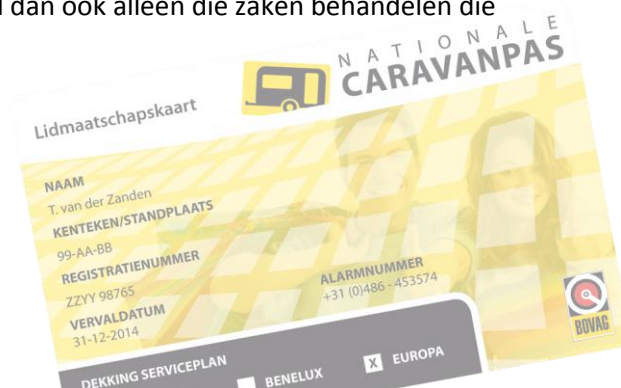 dan ook alleen die zaken behandelen die
NATIONALE
CARAVANPAS
Lidmaatschapskaart
NAAM
T. van der Zanden
KENTEKEN/STANDPLAATS
99-AA-BB
REGISTRATIENUMMER
ZZYY 98765
VERVALDATUM
31-12-2014
ALARMNUMMER
+31 (0)486 - 453574
BOVAG
DEKKING SERVICEPLAN
BENELUX
X EUROPA